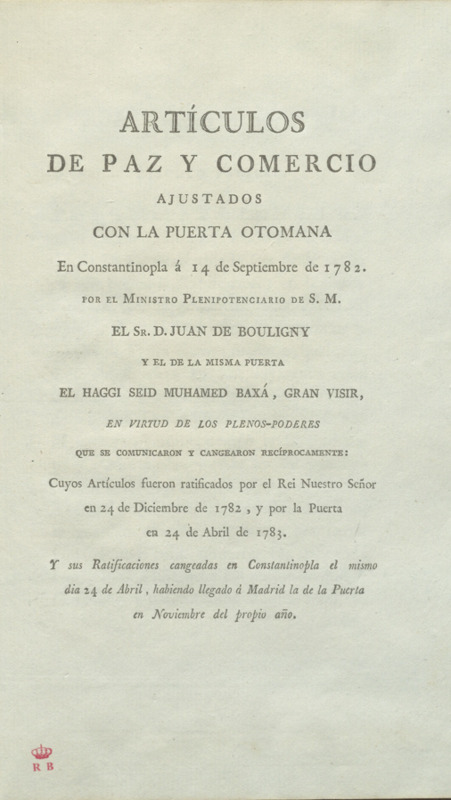 ARTÍCULOS
DE PAZ Y COMERCIO
AJUSTADOS
CON LA PUERTA OTOMANA
En Constantinopla á 14 de Septiembre de 1782.
POR EL MINISTRO PLENIPOTENCIARIO DE S. M.
EL SR. D. JUAN DE BOULIGNY
Y EL DE LA MISMA PUERTA
EL HAGGI SEID MUHAMED BAXÁ, GRAN VISIR,
EN VIRTUD DE LOS PLENOS-PODERES
QUE SE COMUNICARON Y CANGEARON RECÍPROCAMENTE:
Cuyos Artículos fueron ratificados por el Rei Nuestro Señor
en 24 de Diciembre de 1782, y por la Puerta
en 24 de Abril de 1783.
Y sus Ratificaciones cangeadas en Constantinopla el mismo
dia 24 de Abril, habiendo llegado á Madrid la de la Puerta
en Noviembre del propio año.
R B